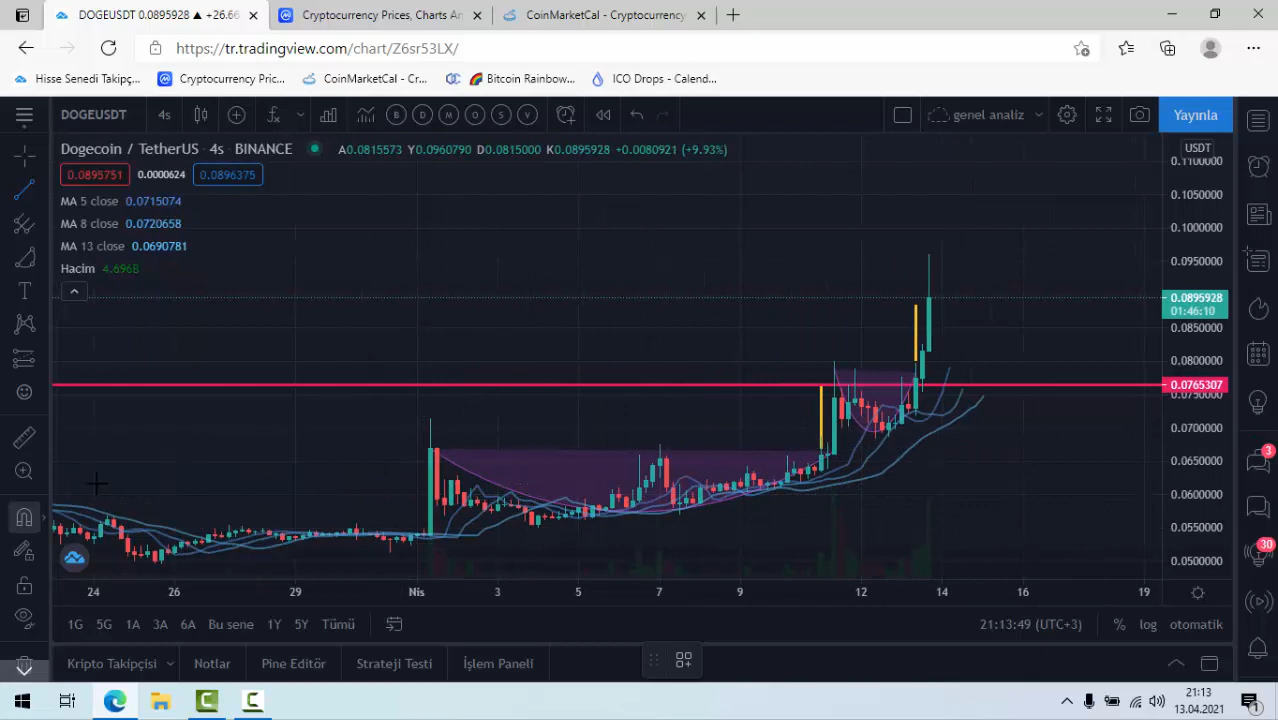 DOGEUSDT 0.0895928 ▲ +26.66
Cryptocurrency Prices, Charts An
CoinMarketCal - Cryptocurrency
https://tr.tradingview.com/chart/Z6sr53LX/
Hisse Senedi Takipç...
Cryptocurrency Pric...
CoinMarketCal - Cr...
Bitcoin Rainbow...
ICO Drops - Calend...
DOGEUSDT
4s
B D M O S V
genel analiz
Yayınla
Dogecoin / TetherUS · 4s · BINANCE
A0.0815573 Y0.0960790 D0.0815000 K0.0895928 +0.0080921 (+9.93%)
USDT
0.0895751 0.0000624 0.0896375
MA 5 close 0.0715074
MA 8 close 0.0720658
MA 13 close 0.0690781
Hacim 4.696B
0.1100000
0.1050000
0.1000000
0.0950000
0.0895928
01:46:10
0.0850000
0.0800000
0.0765307
0.0750000
0.0700000
0.0650000
0.0600000
0.0550000
0.0500000
3
30
24 26 29 Nis 3 5 7 9 12 14 16 19
1G 5G 1A 3A 6A Bu sene 1Y 5Y Tümü
21:13:49 (UTC+3) % log otomatik
Kripto Takipçisi Notlar Pine Editör Strateji Testi İşlem Paneli
21:13
13.04.2021
1